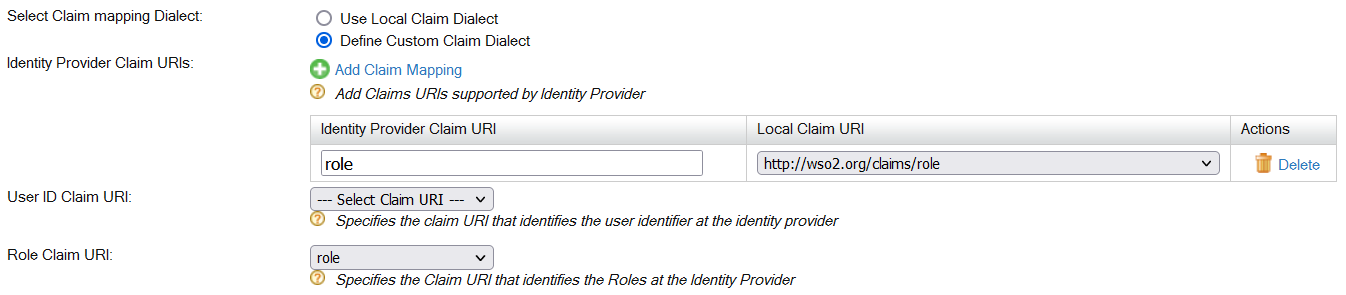 Select Claim mapping Dialect:
Use Local Claim Dialect
Define Custom Claim Dialect
Identity Provider Claim URIs:
Add Claim Mapping
Add Claims URIs supported by Identity Provider
Identity Provider Claim URI Local Claim URI Actions
role http://wso2.org/claims/role Delete
User ID Claim URI: --- Select Claim URI ---
Specifies the claim URI that identifies the user identifier at the identity provider
Role Claim URI: role
Specifies the Claim URI that identifies the Roles at the Identity Provider